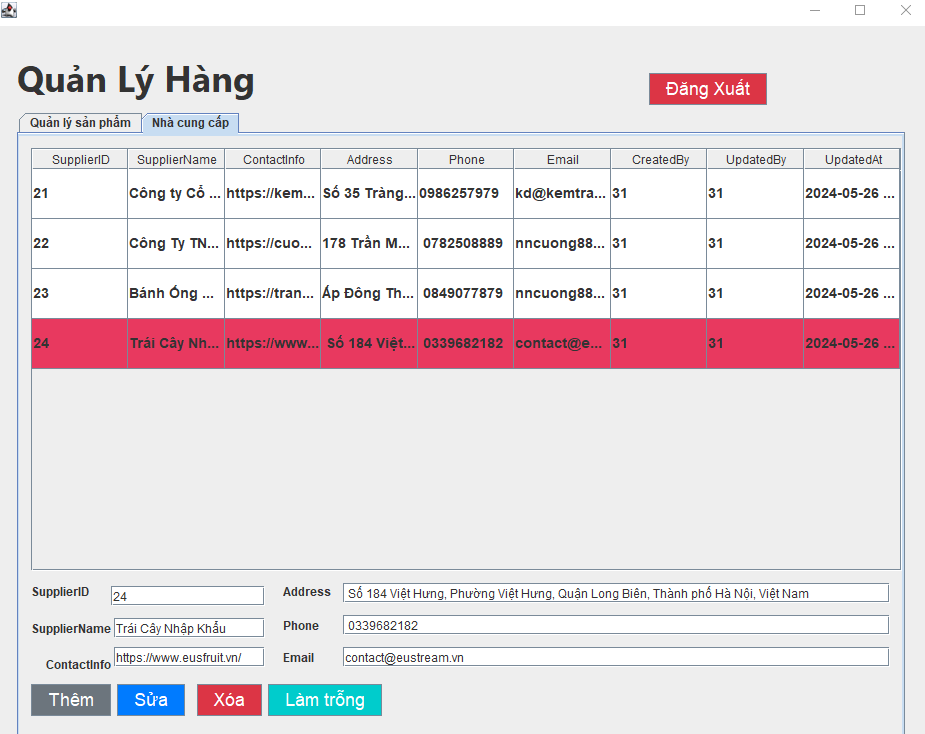 Quản Lý Hàng
Đăng Xuất
Quản lý sản phẩm Nhà cung cấp
SupplierID SupplierName ContactInfo Address Phone Email CreatedBy UpdatedBy UpdatedAt
21 Công ty Cổ ... https://kem... Số 35 Tràng... 0986257979 kd@kemtra... 31 31 2024-05-26 ...
22 Công Ty TN... https://cuo... 178 Trần M... 0782508889 nncuong88... 31 31 2024-05-26 ...
23 Bánh Ống ... https://tran... Ấp Đông Th... 0849077879 nncuong88... 31 31 2024-05-26 ...
24 Trái Cây Nh... https://www... Số 184 Việt... 0339682182 contact@e... 31 31 2024-05-26 ...
SupplierID 24 Address Số 184 Việt Hưng, Phường Việt Hưng, Quận Long Biên, Thành phố Hà Nội, Việt Nam
SupplierName Trái Cây Nhập Khẩu Phone 0339682182
ContactInfo https://www.eusfruit.vn/ Email contact@eustream.vn
Thêm Sửa Xóa Làm trỗng